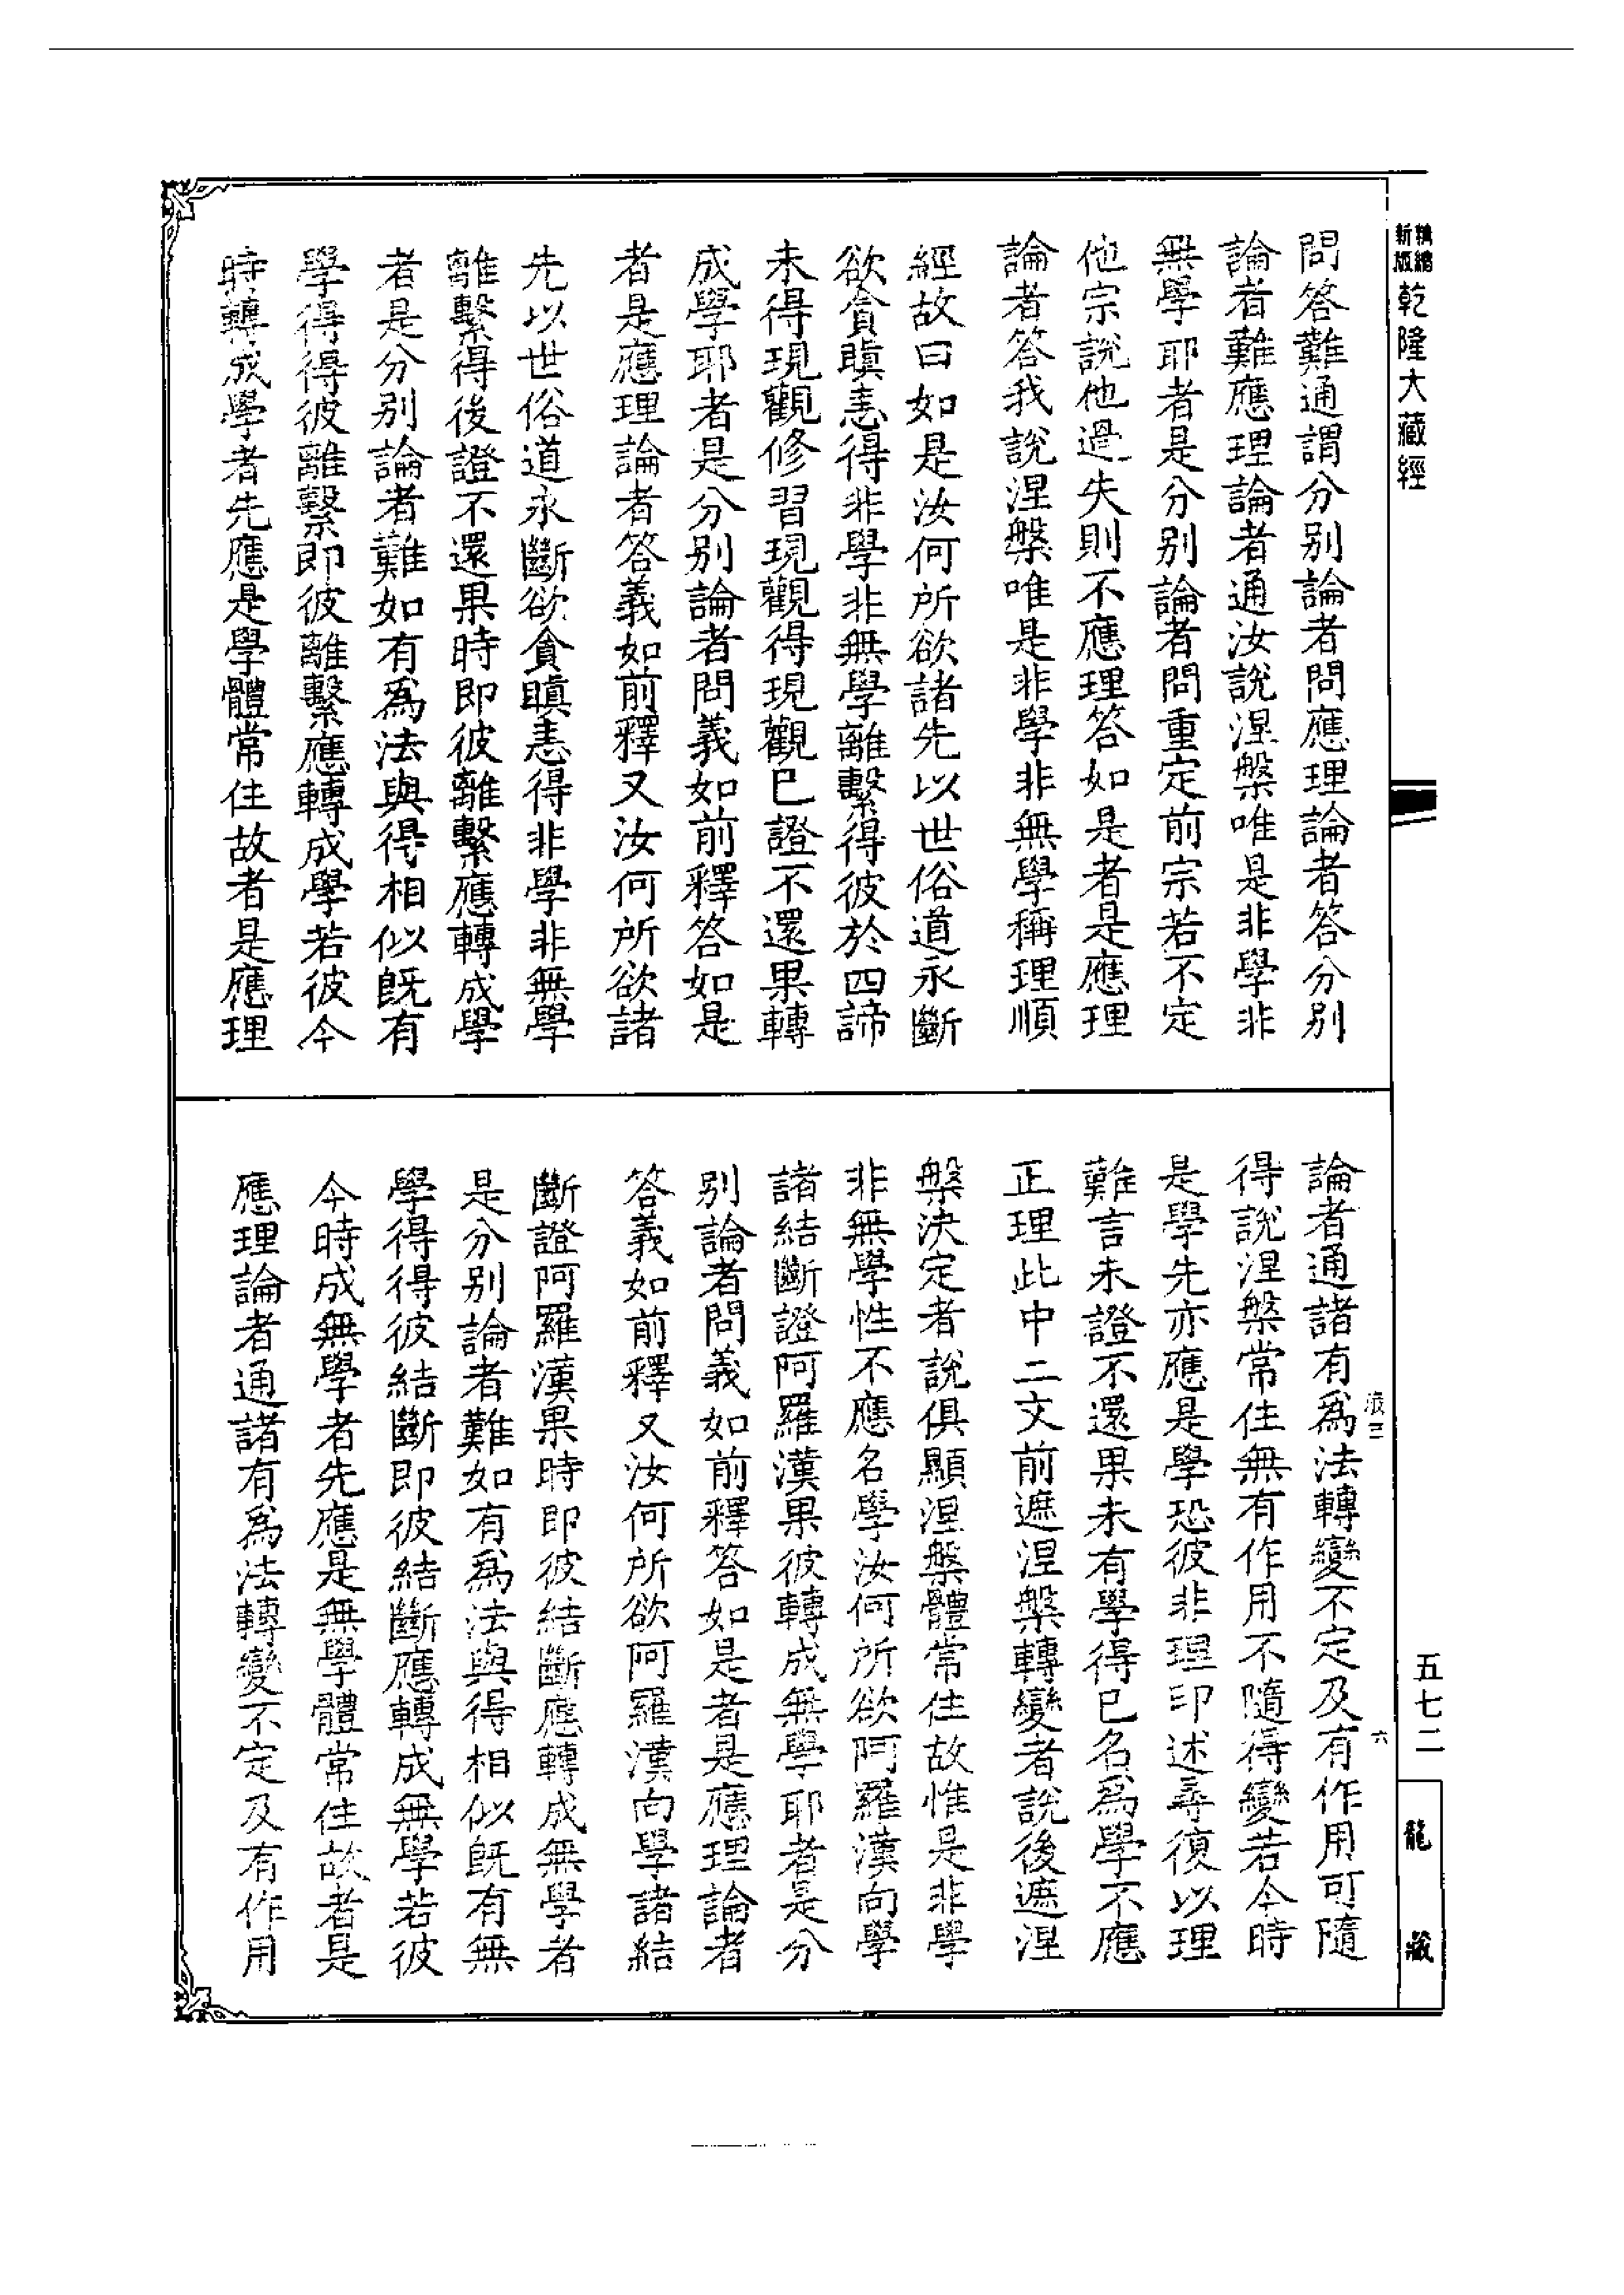 精編
新版
乾隆大藏經
問答難通謂分別論者問應理論者答分別
論者難應理論者通汝說涅槃唯是非學非
無學耶者是分別論者問重定前宗若不定
他宗說他過失則不應理答如是者是應理
論者答我說涅槃唯是非學非無學稱理順
經故曰如是汝何所欲諸先以世俗道永斷
欲貪瞋恚得非學非無學離繫得彼於四諦
未得現觀修習現觀得現觀已證不還果轉
成學耶者是分別論者問義如前釋答如是
者是應理論者答義如前釋又汝何所欲諸
先以世俗道永斷欲貪瞋恚得非學非無學
離繫得後證不還果時即彼離繫應轉成學
者是分別論者難如有為法與得相似既有
學得得彼離繫即彼離繫應轉成學若彼今
時轉成學者先應是學體常住故者是應理
論者通諸有為法轉變不定及有作用可隨
得說涅槃常住無有作用不隨得變若今時
是學先亦應是學恐彼非理印述尋復以理
難言未證不還果未有學得已名為學不應
正理此中二文前遮涅槃轉變者說後遮涅
槃決定者說俱顯涅槃體常住故惟是非學
非無學性不應名學汝何所欲阿羅漢向學
諸結斷證阿羅漢果彼轉成無學耶者是分
別論者問義如前釋答如是者是應理論者
答義如前釋又汝何所欲阿羅漢向學諸結
斷證阿羅漢果時即彼結斷應轉成無學者
是分別論者難如有為法與得相似既有無
學得得彼結斷即彼結斷應轉成無學若彼
今時成無學者先應是無學體常住故者是
應理論者通諸有為法轉變不定及有作用
六
五七二
龍藏